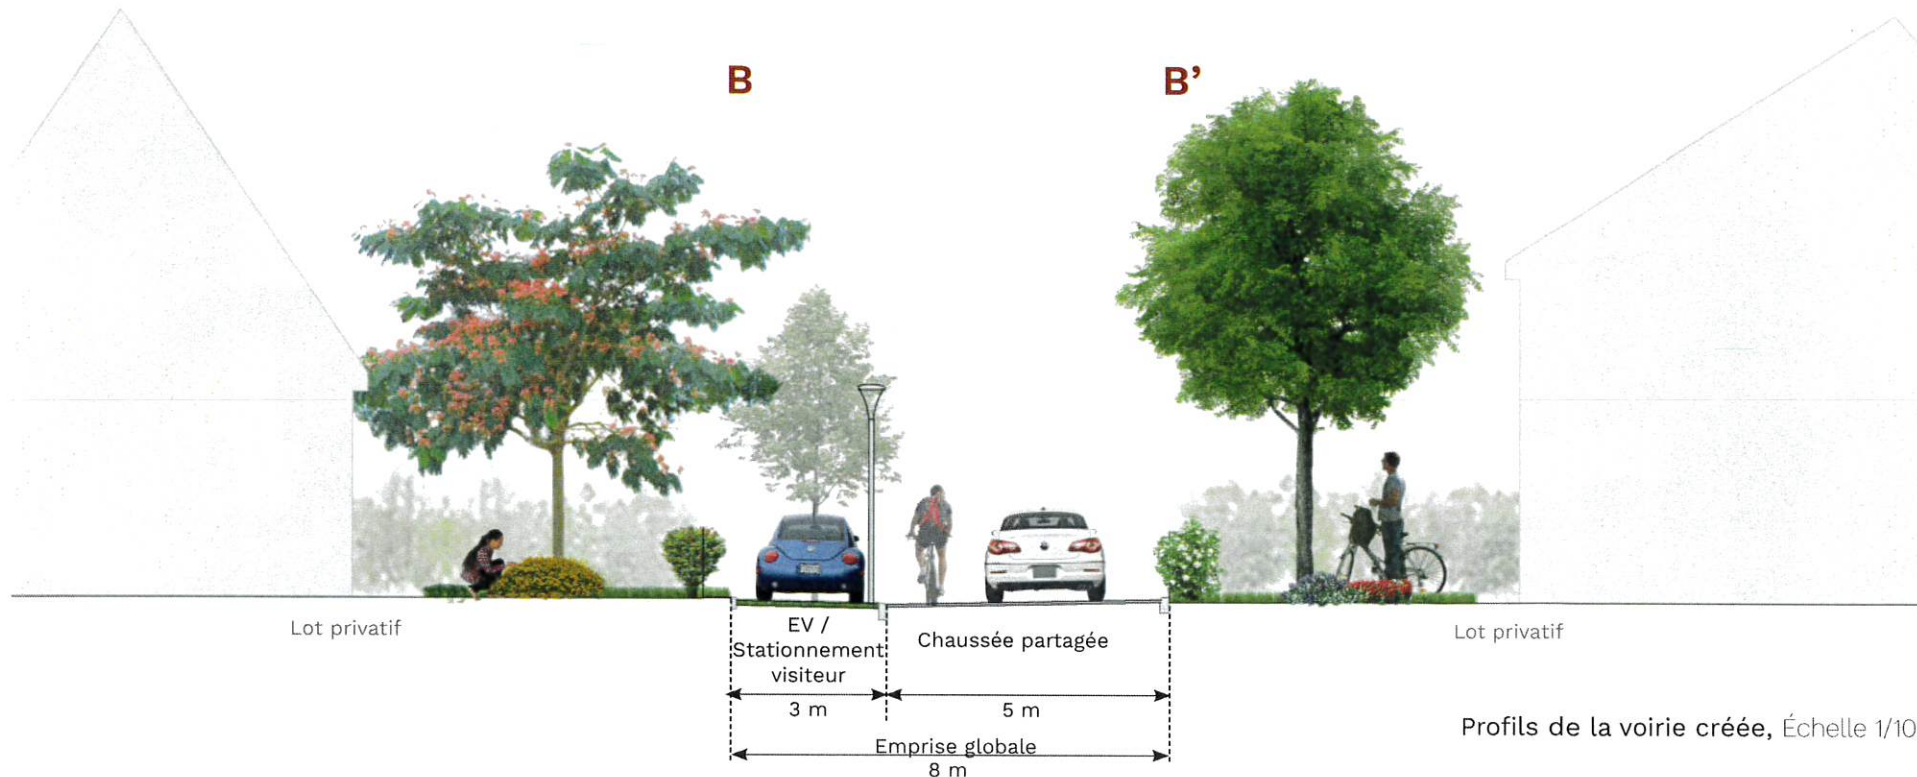 B
B’
Lot privatif
EV /
Stationnement
visiteur
Chaussée partagée
Lot privatif
3 m
5 m
Emprise globale
8 m
Profils de la voirie créée, Échelle 1/10